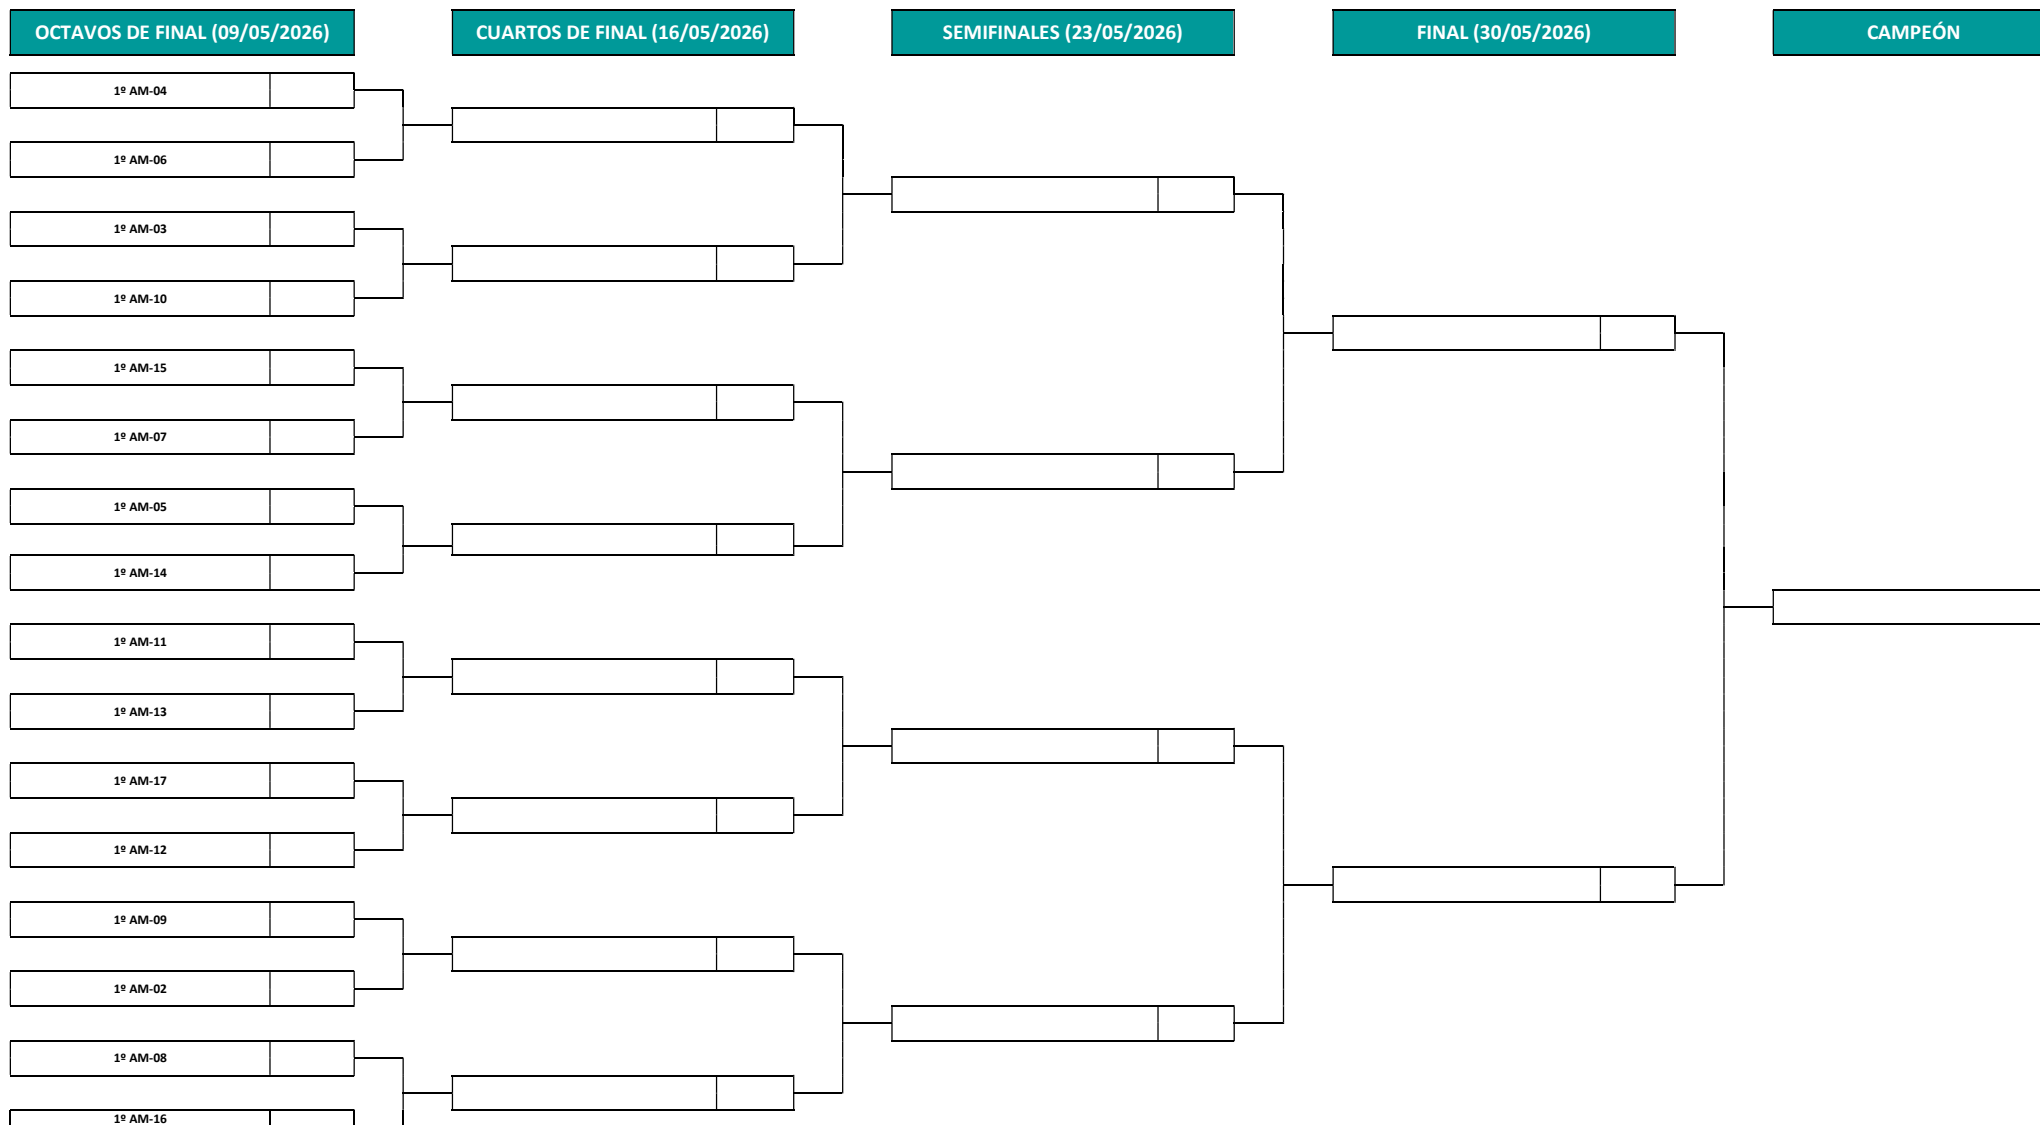 OCTAVOS DE FINAL (09/05/2026)
CUARTOS DE FINAL (16/05/2026)
SEMIFINALES (23/05/2026)
FINAL (30/05/2026)
CAMPEÓN
1º AM-04
1º AM-06
1º AM-03
1º AM-10
1º AM-15
1º AM-07
1º AM-05
1º AM-14
1º AM-11
1º AM-13
1º AM-17
1º AM-12
1º AM-09
1º AM-02
1º AM-08
1º AM-16